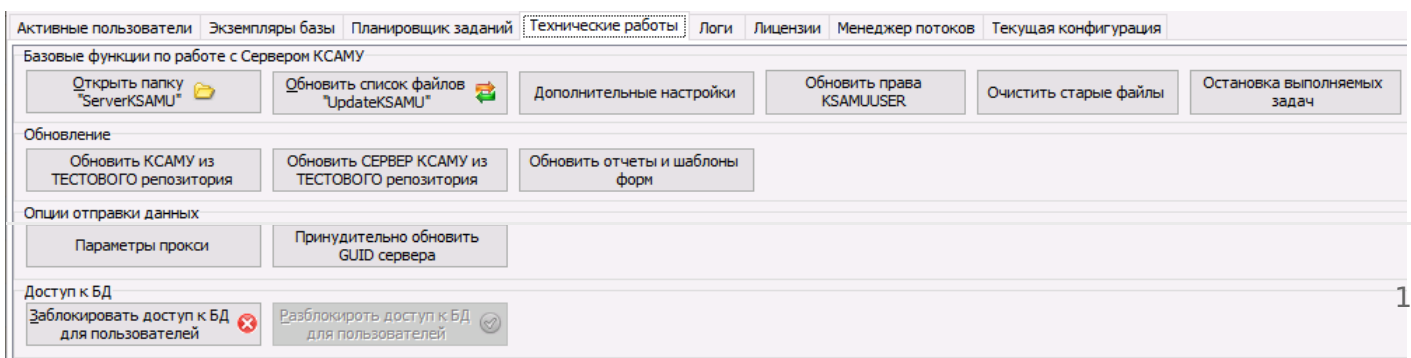 Активные пользователи Экземпляры базы Планировщик заданий Технические работы Логи Лицензии Менеджер потоков Текущая конфигурация
Базовые функции по работе с Сервером КСАМУ
Открыть папку
"ServerKSAMU"
Обновить список файлов
"UpdateKSAMU"
Дополнительные настройки
Обновить права
KSAMUUSER
Очистить старые файлы
Остановка выполняемых
задач
Обновление
Обновить КСАМУ из
ТЕСТОВОГО репозитория
Обновить СЕРВЕР КСАМУ из
ТЕСТОВОГО репозитория
Обновить отчеты и шаблоны
форм
Опции отправки данных
Параметры прокси
Принудительно обновить
GUID сервера
Доступ к БД
Заблокировать доступ к БД
для пользователей
Разблокироть доступ к БД
для пользователей
1